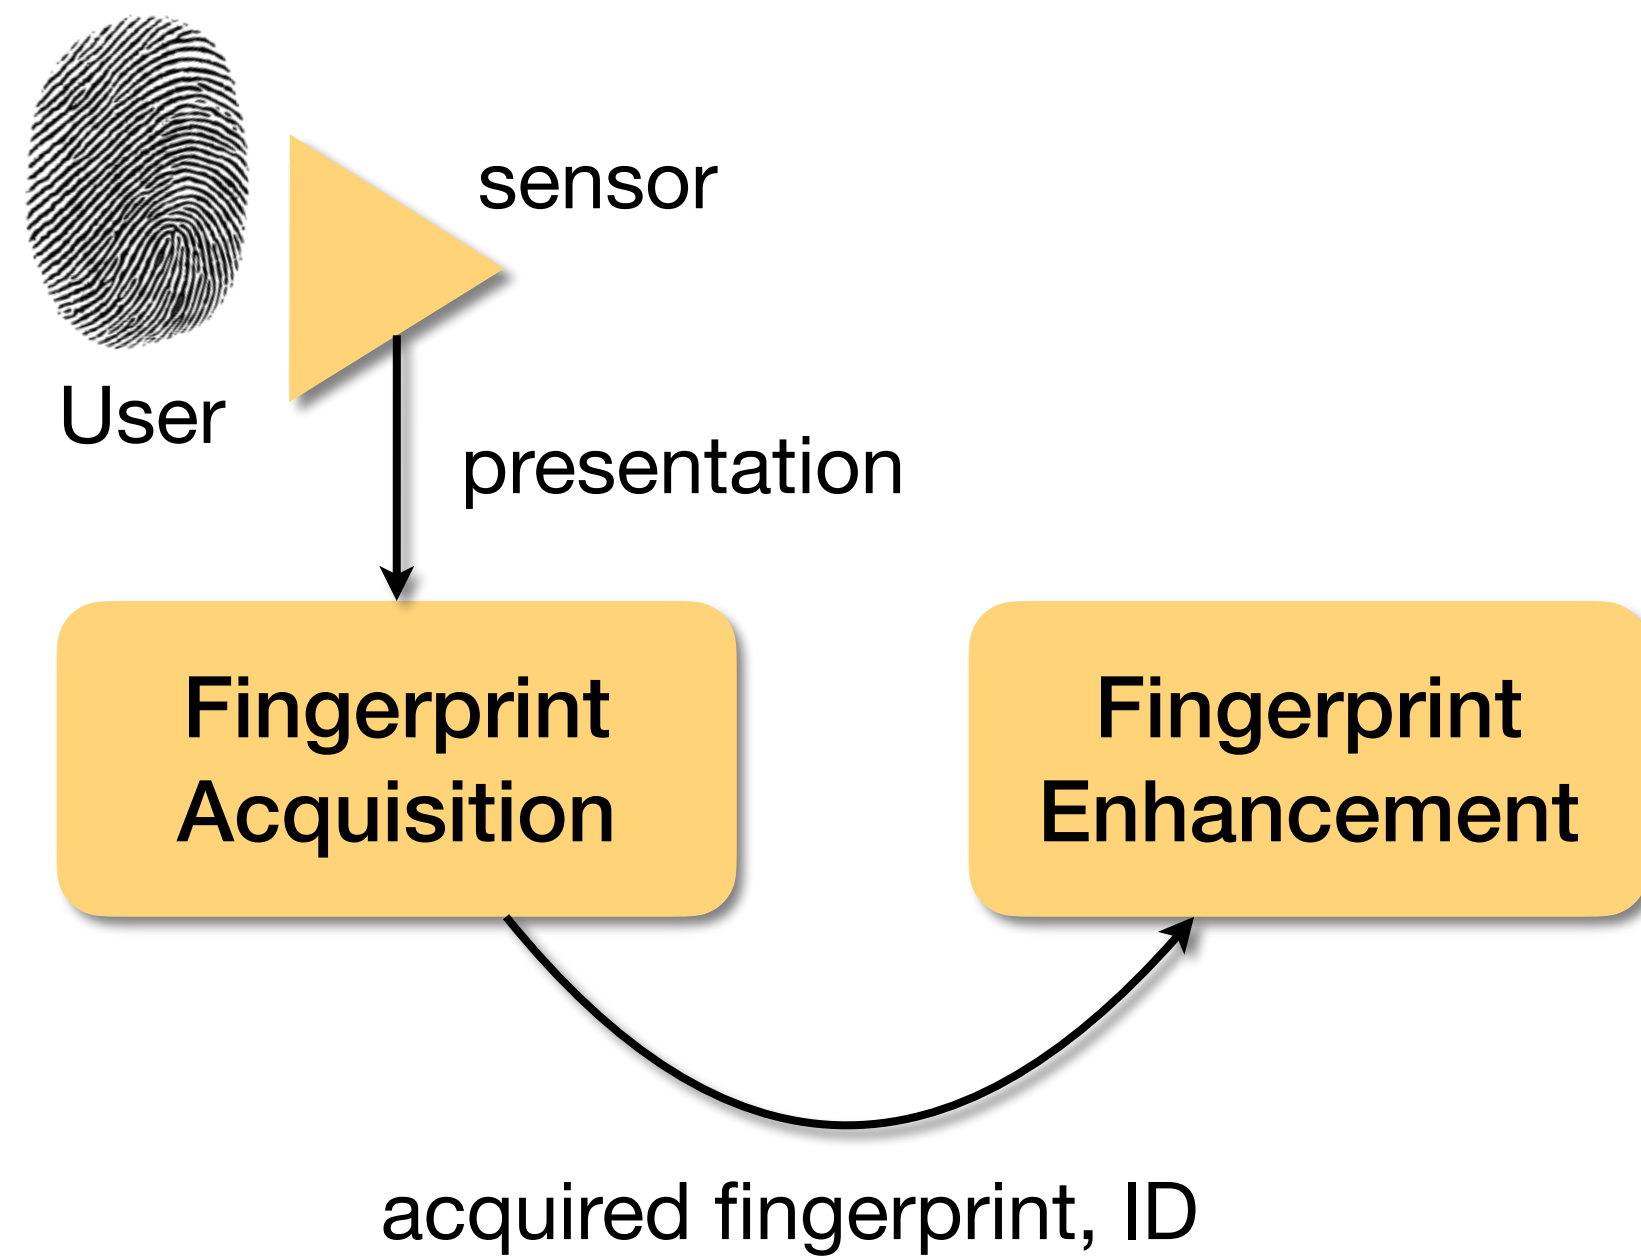 sensor
User
presentation
Fingerprint
Acquisition
Fingerprint
Enhancement
acquired fingerprint, ID